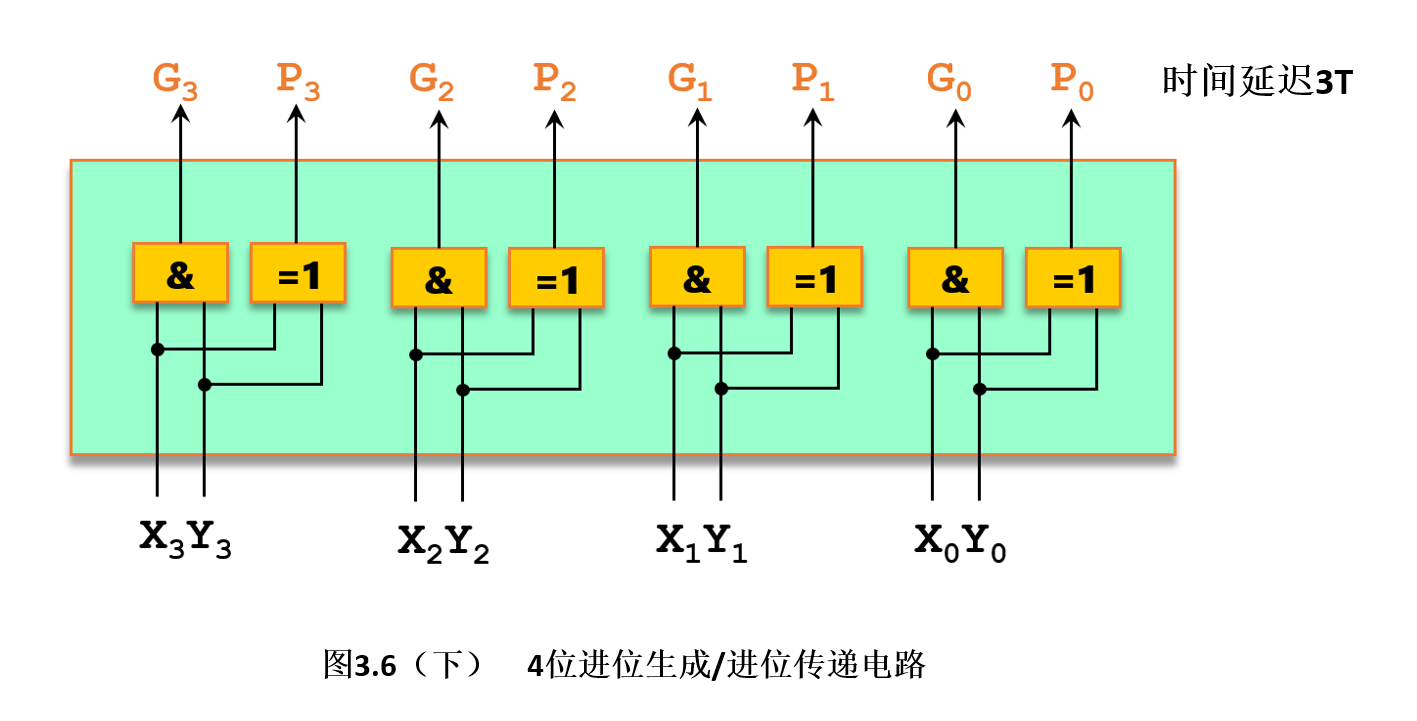 G₃ P₃ G₂ P₂ G₁ P₁ G₀ P₀ 时间延迟3T
& =1 & =1 & =1 & =1
X₃Y₃ X₂Y₂ X₁Y₁ X₀Y₀
图3.6（下） 4位进位生成/进位传递电路